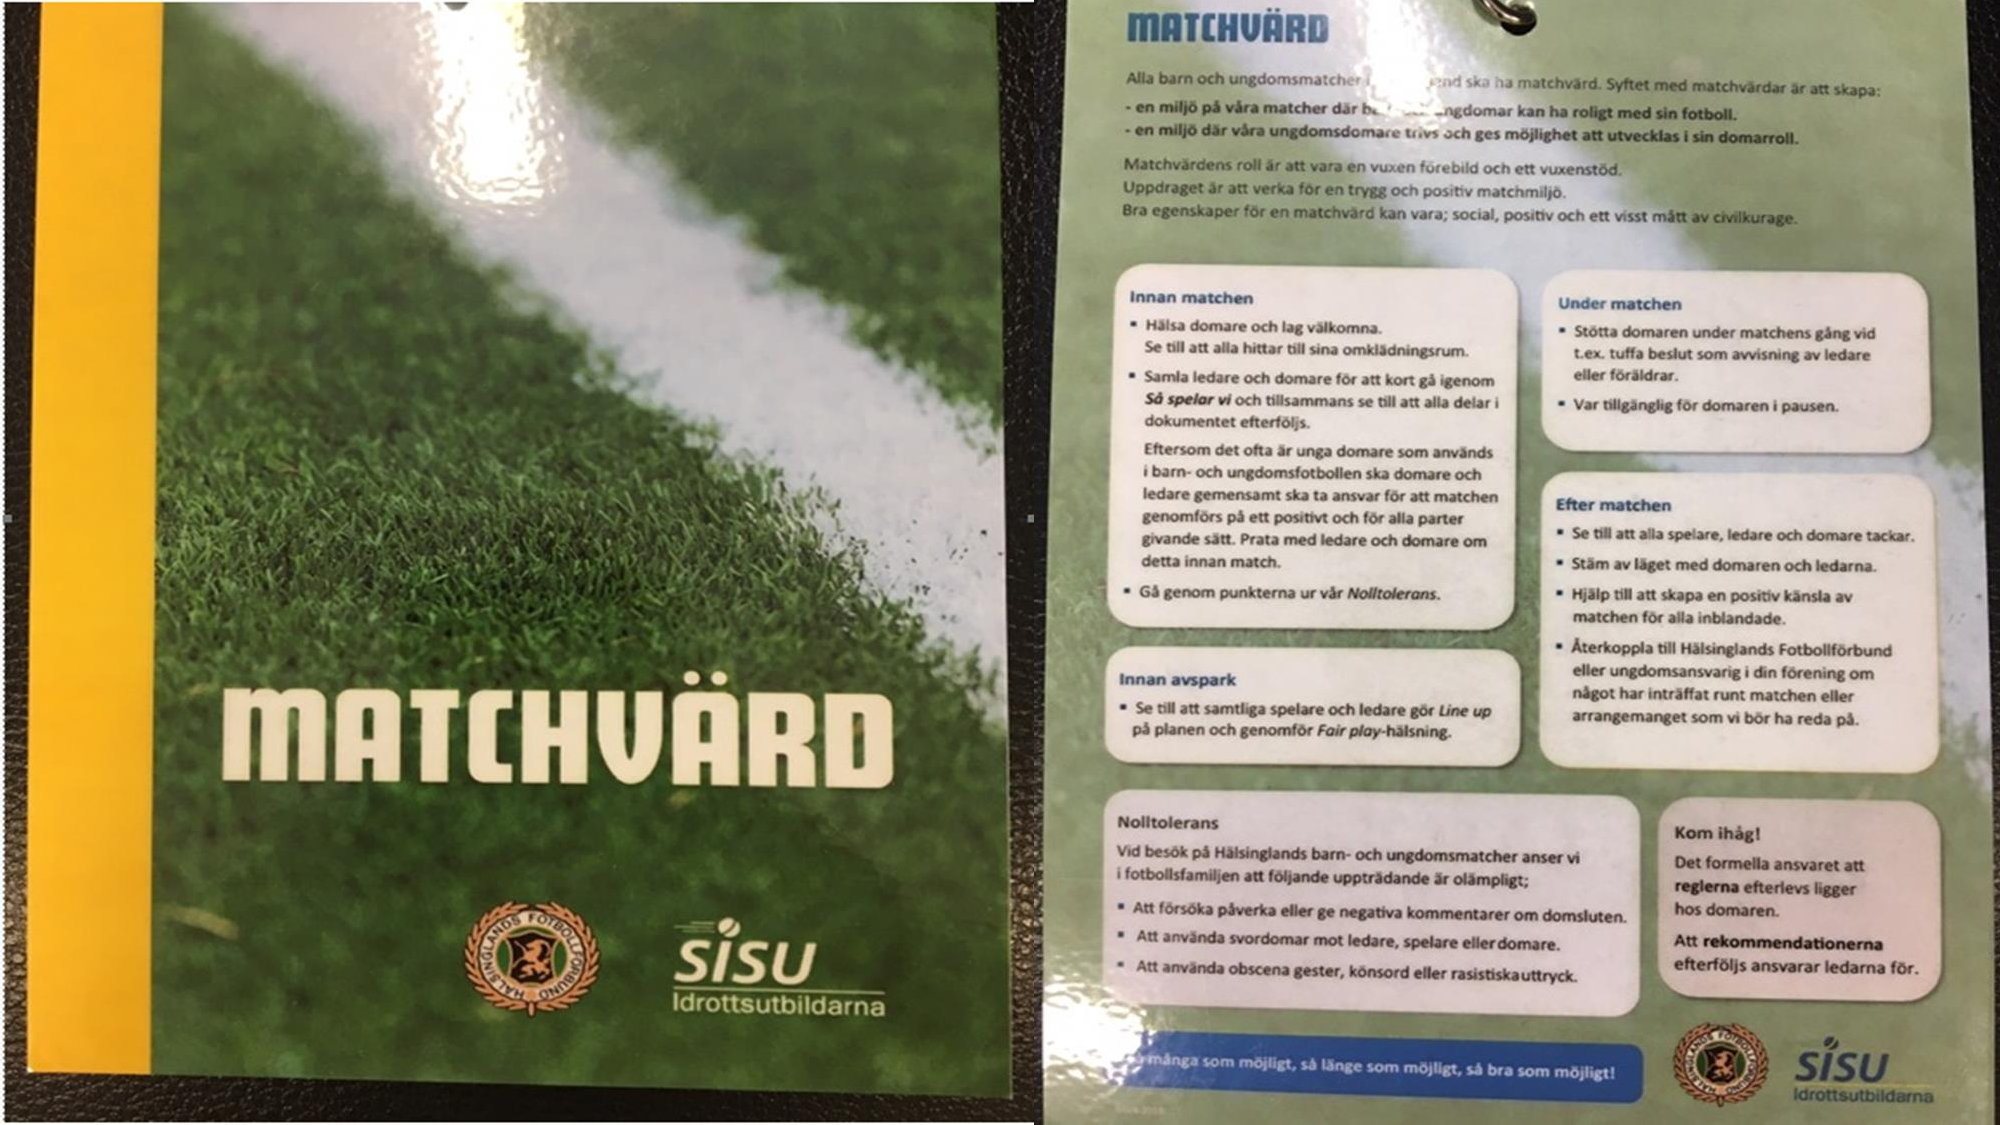 MATCHVÄRD
HÄLSINGLANDS FOTBOLLFÖRBUND
SISU
Idrottsutbildarna
MATCHVÄRD
Alla barn och ungdomsmatcher ska ha matchvärd. Syftet med matchvärdar är att skapa:
- en miljö på våra matcher där kan ha roligt med sin fotboll.
- en miljö där våra ungdomsdomare trivs och ges möjlighet att utvecklas i sin domarroll.
Matchvärdens roll är att vara en vuxen förebild och ett vuxenstöd.
Uppdraget är att verka för en trygg och positiv matchmiljö.
Bra egenskaper för en matchvärd kan vara; social, positiv och ett visst mått av civilkurage.
Innan matchen
▪ Hälsa domare och lag välkomna.
Se till att alla hittar till sina omklädningsrum.
▪ Samla ledare och domare för att kort gå igenom
Så spelar vi och tillsammans se till att alla delar i
dokumentet efterföljs.
Eftersom det ofta är unga domare som används
i barn- och ungdomsfotbollen ska domare och
ledare gemensamt ska ta ansvar för att matchen
genomförs på ett positivt och för alla parter
givande sätt. Prata med ledare och domare om
detta innan match.
▪ Gå genom punkterna ur vår Nolltolerans.
Innan avspark
▪ Se till att samtliga spelare och ledare gör Line up
på planen och genomför Fair play-hälsning.
Under matchen
▪ Stötta domaren under matchens gång vid
t.ex. tuffa beslut som avvisning av ledare
eller föräldrar.
▪ Var tillgänglig för domaren i pausen.
Efter matchen
▪ Se till att alla spelare, ledare och domare tackar.
▪ Stäm av läget med domaren och ledarna.
▪ Hjälp till att skapa en positiv känsla av
matchen för alla inblandade.
▪ Återkoppla till Hälsinglands Fotbollförbund
eller ungdomsansvarig i din förening om
något har inträffat runt matchen eller
arrangemanget som vi bör ha reda på.
Nolltolerans
Vid besök på Hälsinglands barn- och ungdomsmatcher anser vi
i fotbollsfamiljen att följande uppträdande är olämpligt;
▪ Att försöka påverka eller ge negativa kommentarer om domsluten.
▪ Att använda svordomar mot ledare, spelare eller domare.
▪ Att använda obscena gester, könsord eller rasistiska uttryck.
Kom ihåg!
Det formella ansvaret att
reglerna efterlevs ligger
hos domaren.
Att rekommendationerna
efterföljs ansvarar ledarna för.
många som möjligt, så länge som möjligt, så bra som möjligt!
HÄLSINGLANDS FOTBOLLFÖRBUND
SISU
Idrottsutbildarna